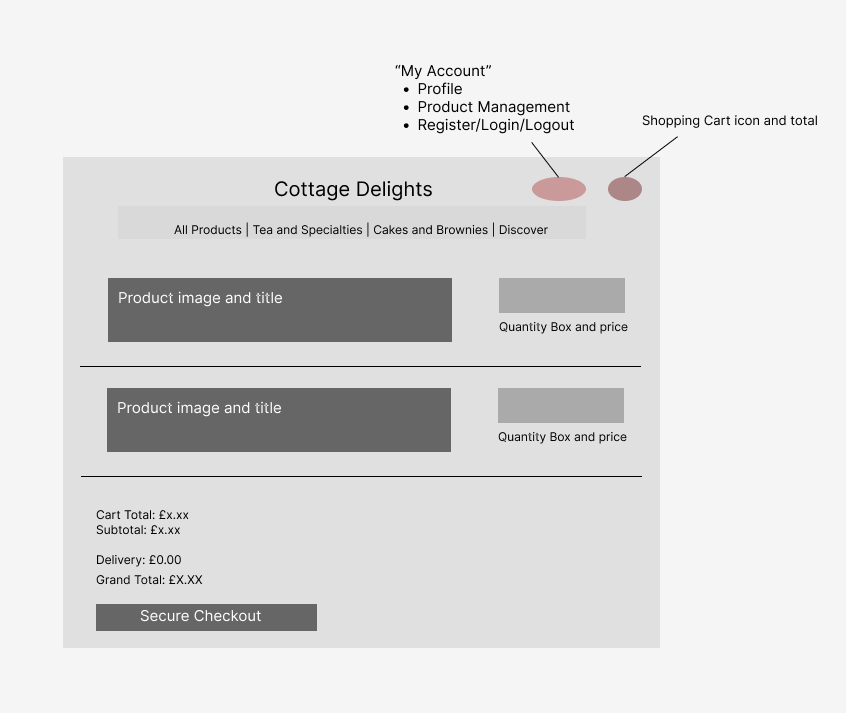 “My Account”
• Profile
• Product Management
• Register/Login/Logout
Shopping Cart icon and total
Cottage Delights
All Products | Tea and Specialties | Cakes and Brownies | Discover
Product image and title
Quantity Box and price
Product image and title
Quantity Box and price
Cart Total: £x.xx
Subtotal: £x.xx
Delivery: £0.00
Grand Total: £X.XX
Secure Checkout